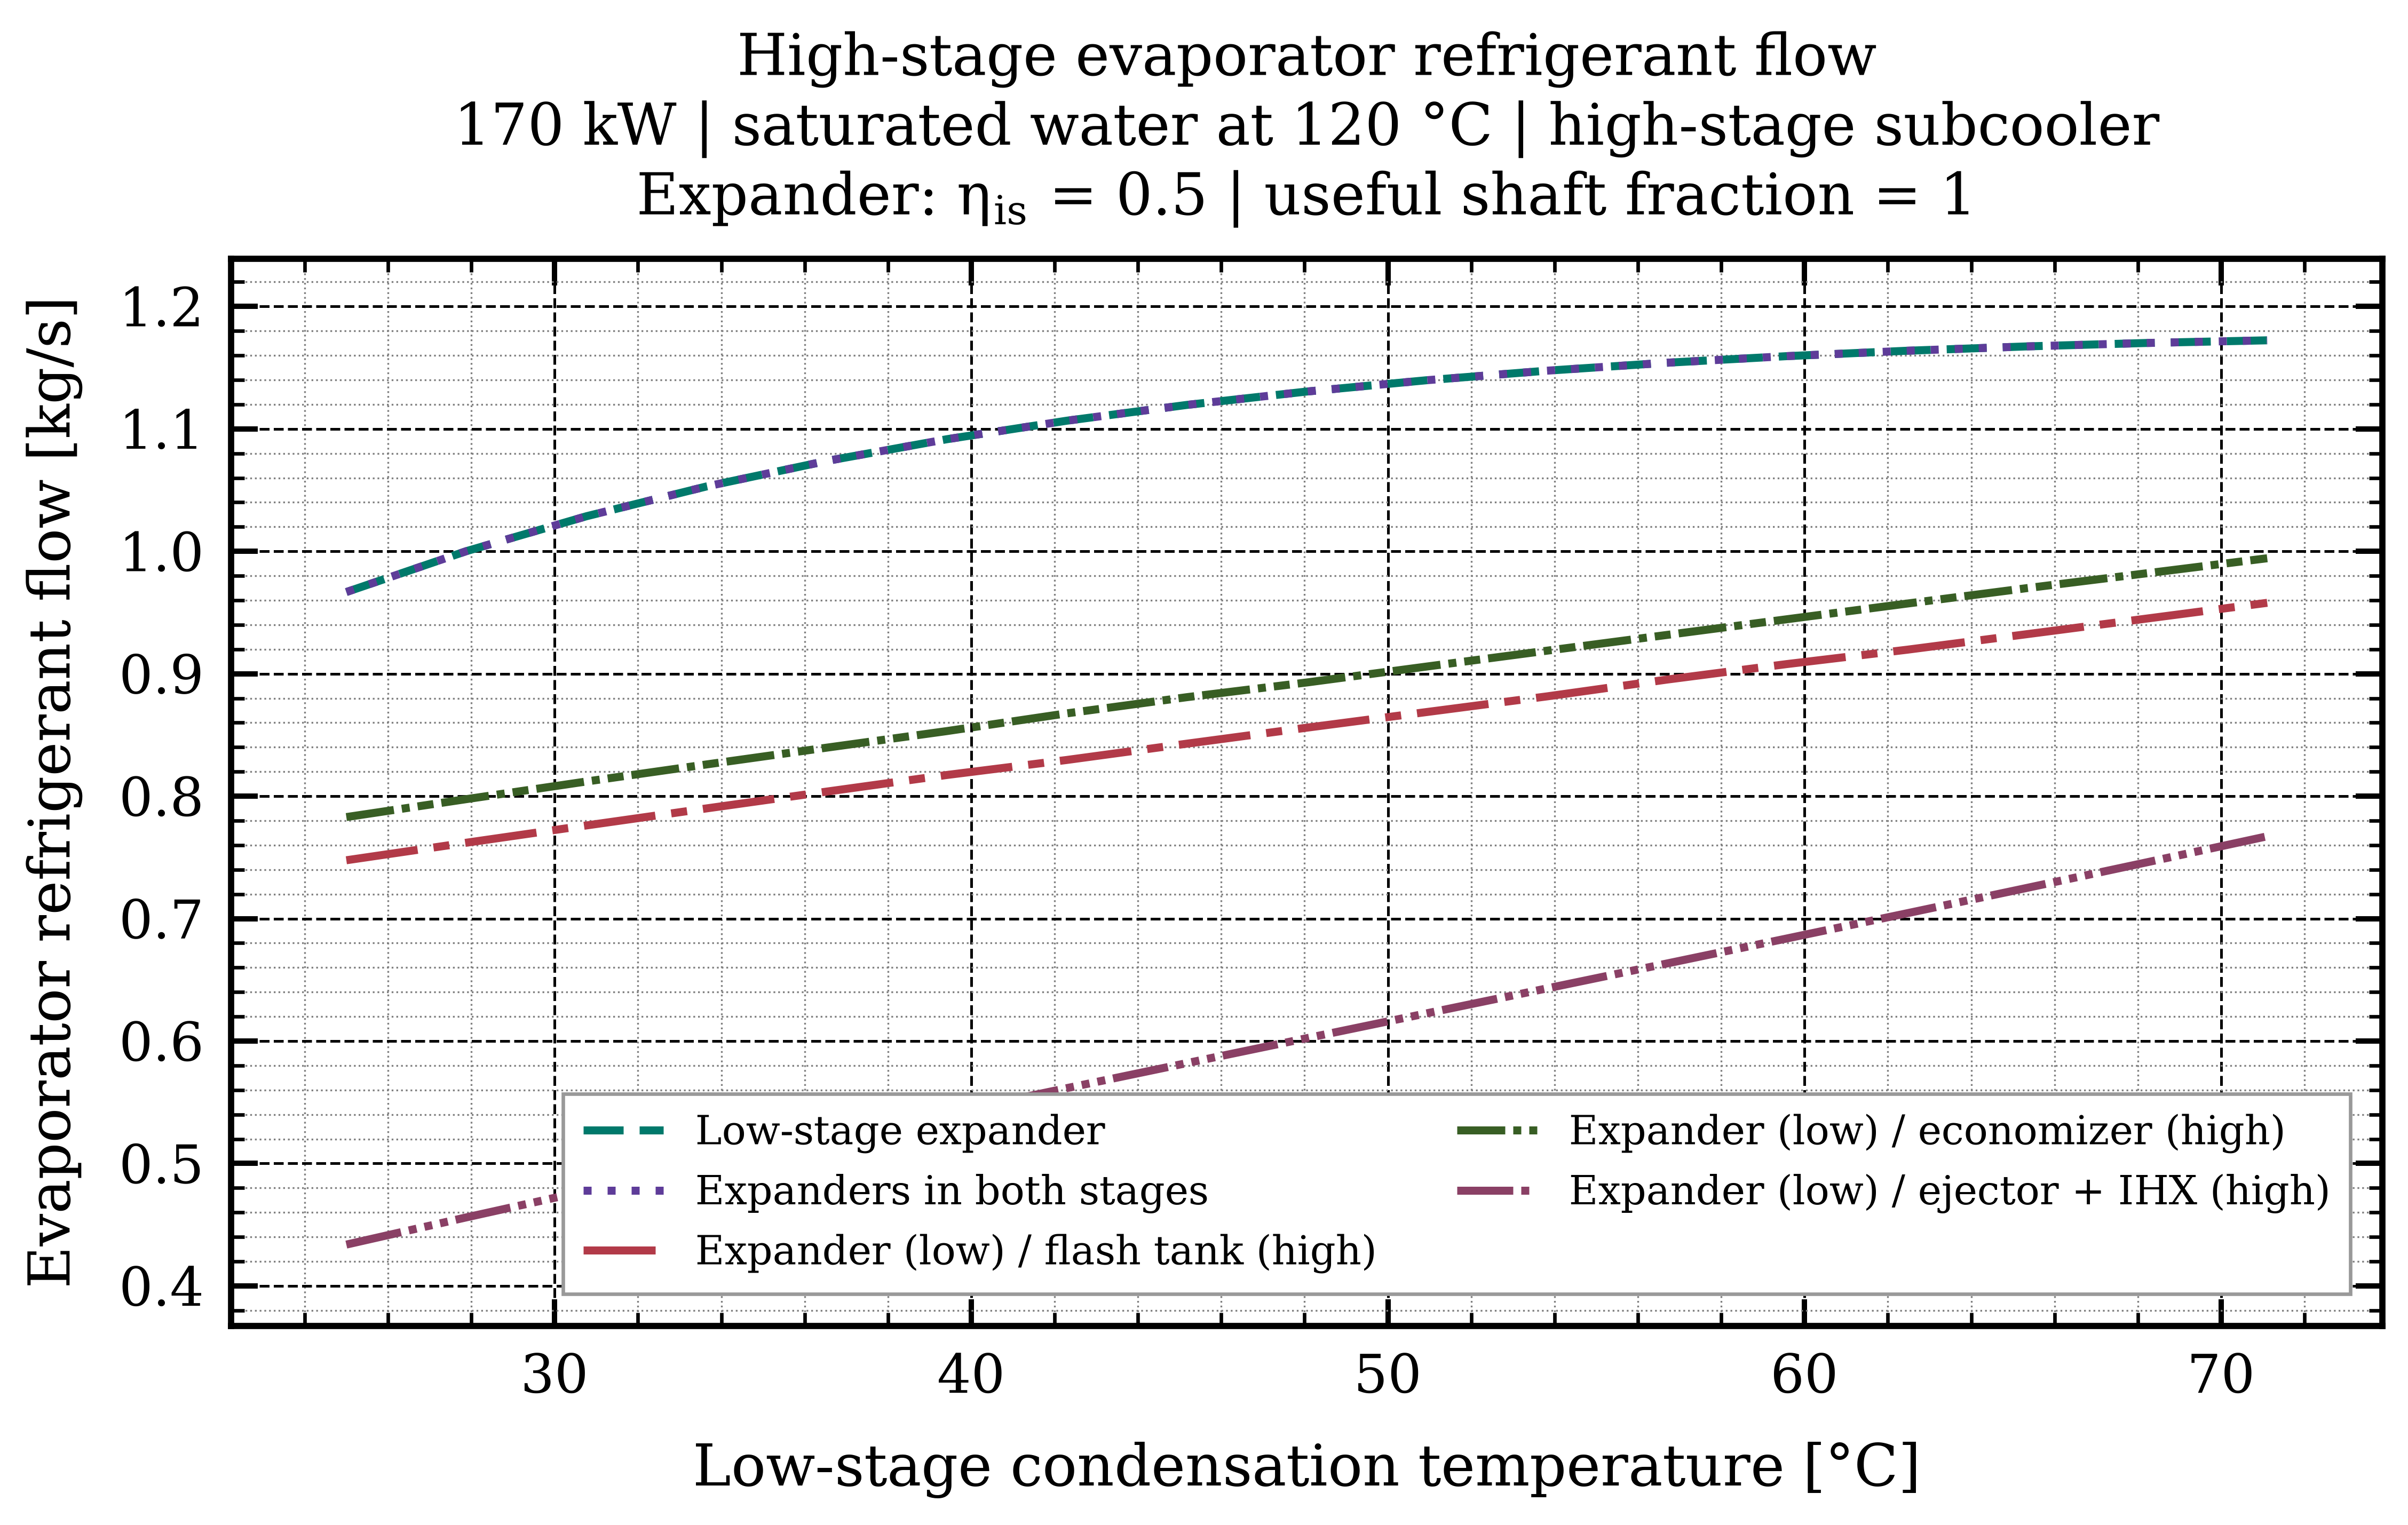 High-stage evaporator refrigerant flow
170 kW | saturated water at 120 °C | high-stage subcooler
Expander: ηis = 0.5 | useful shaft fraction = 1
Evaporator refrigerant flow [kg/s]
1.2
1.1
1.0
0.9
0.8
0.7
0.6
0.5
0.4
Low-stage expander
Expanders in both stages
Expander (low) / flash tank (high)
Expander (low) / economizer (high)
Expander (low) / ejector + IHX (high)
30 40 50 60 70
Low-stage condensation temperature [°C]